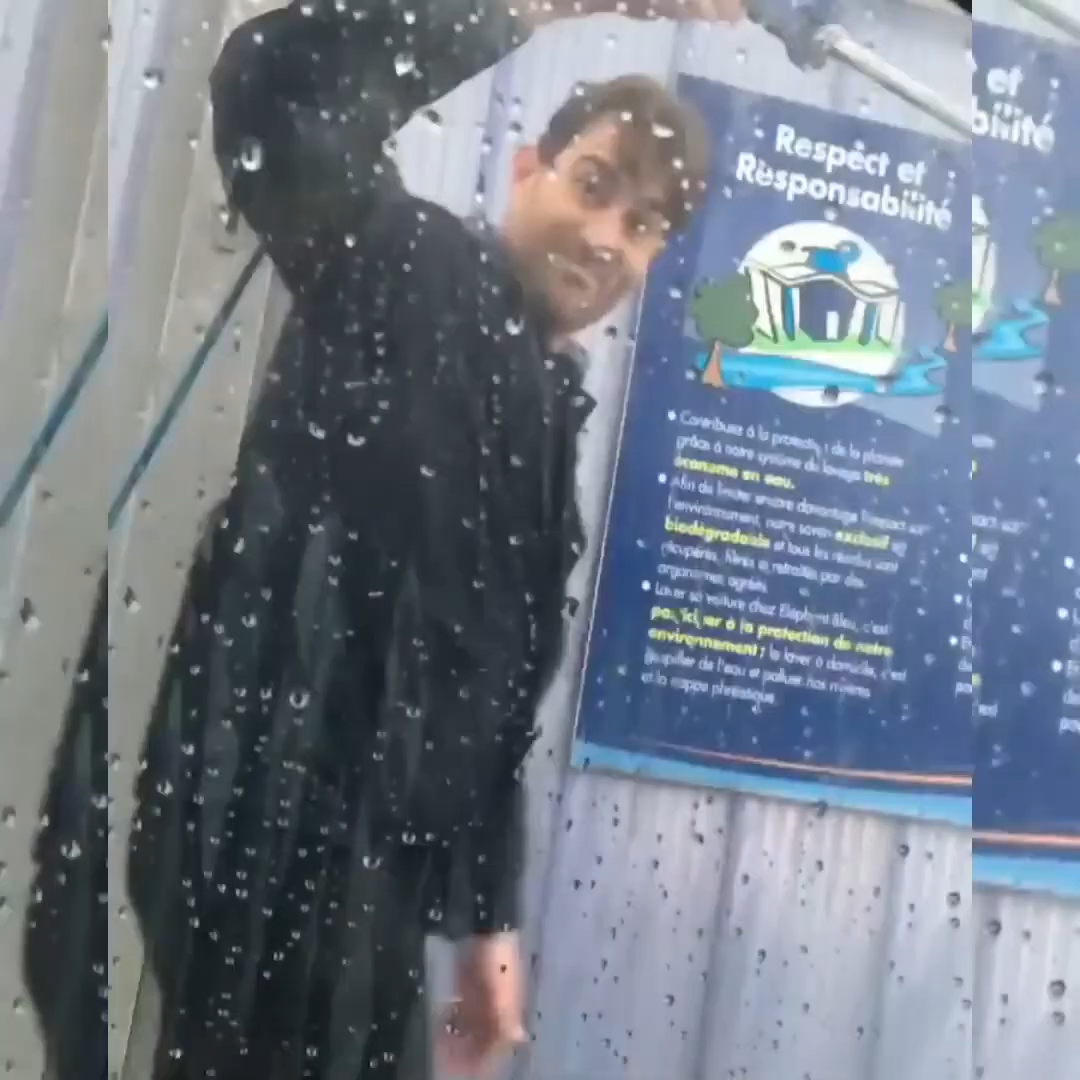 Respect et
Responsabilité
Contribuez à la protection de la planète
grâce à notre système de lavage très
économe en eau.
Afin de limiter encore davantage l'impact sur
l'environnement, notre savon exclusif est
biodégradable et tous les résidus sont
récupérés, filtrés et retraités par des
organismes agréés.
Laver sa voiture chez Eléphant Bleu, c'est
participer à la protection de notre
environnement : la laver à domicile, c'est
gaspiller de l'eau et polluer nos rivières
et la nappe phréatique.
et
bilité